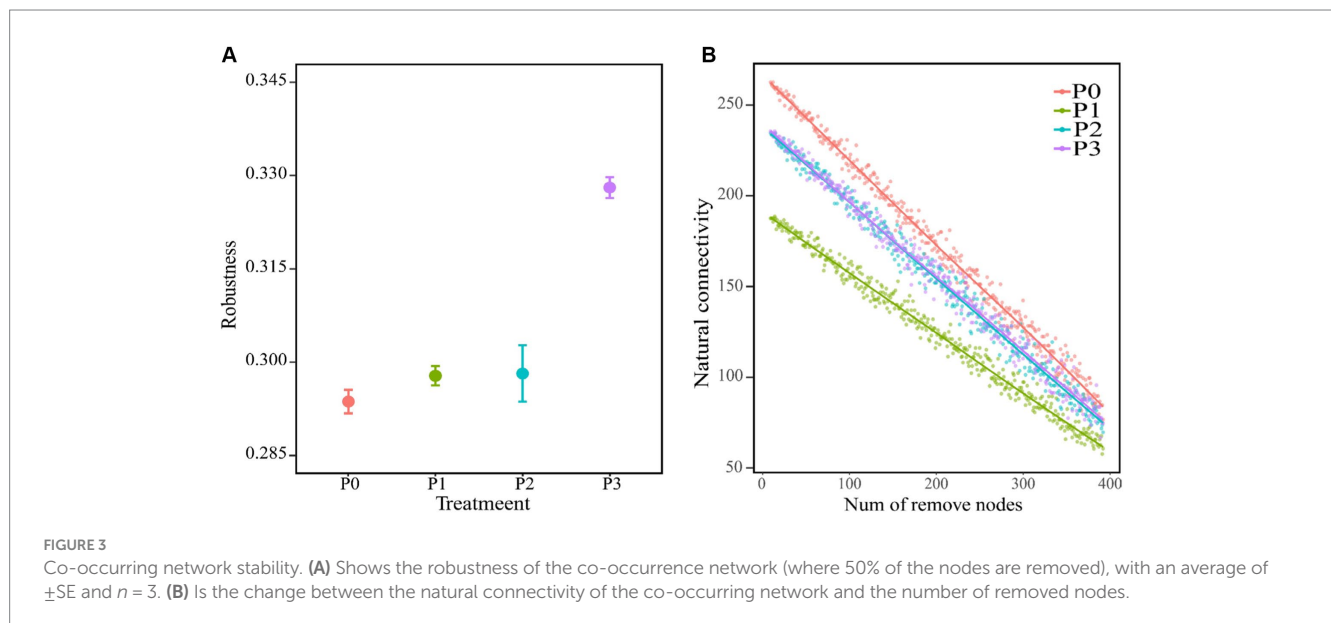 A
0.345
0.330
0.315
0.300
0.285
Robustness
P0 P1 P2 P3
Treatmeent
B
250
200
150
100
50
Natural connectivity
P0
P1
P2
P3
0 100 200 300 400
Num of remove nodes
FIGURE 3
Co-occurring network stability. (A) Shows the robustness of the co-occurrence network (where 50% of the nodes are removed), with an average of
±SE and n = 3. (B) Is the change between the natural connectivity of the co-occurring network and the number of removed nodes.